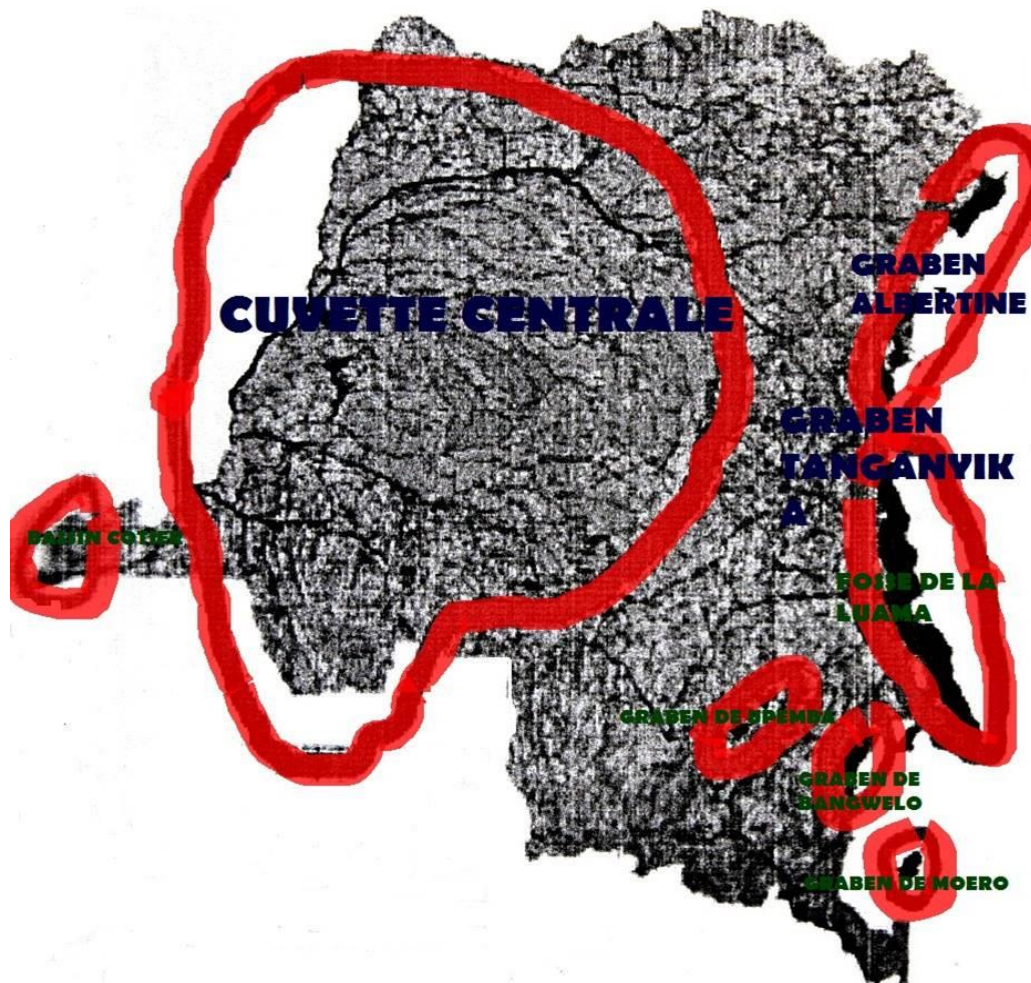 GRABEN
ALBERTINE
CUVETTE CENTRALE
GRABEN
TANGANYIK
A
BASSIN COTIER
FOSSE DE LA
LUAMA
GRABEN DE UPEMBA
GRABEN DE
BANGWELO
GRABEN DE MOERO